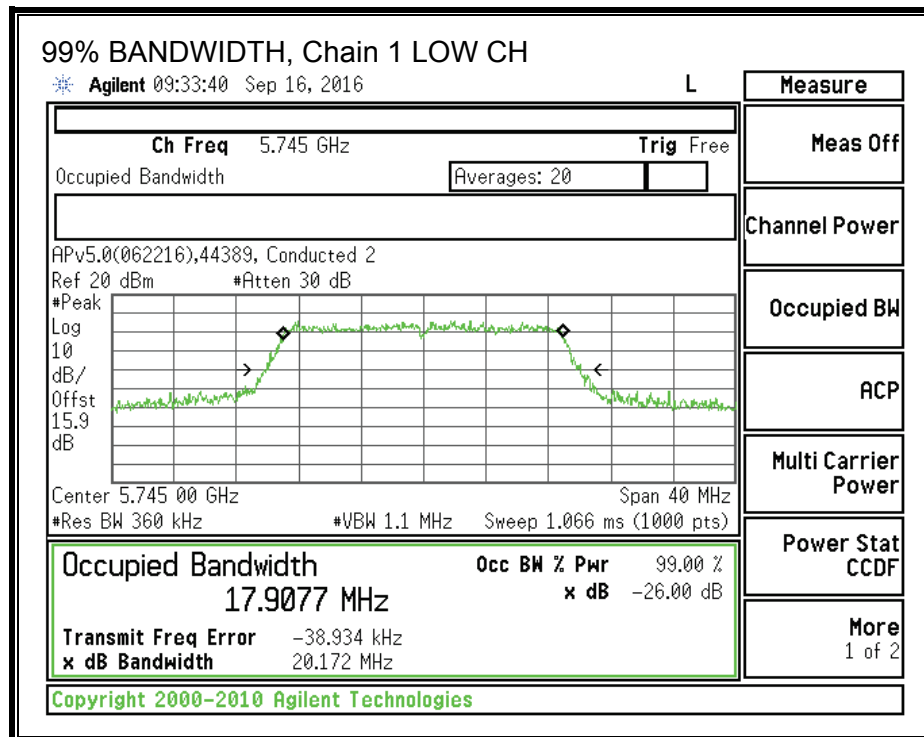 99% BANDWIDTH, Chain 1 LOW CH
Agilent 09:33:40 Sep 16, 2016 L
Measure
Ch Freq 5.745 GHz Trig Free
Meas Off
Occupied Bandwidth Averages: 20
Channel Power
APv5.0(062216),44389, Conducted 2
Ref 20 dBm #Atten 30 dB
#Peak
Log
10
dB/
Offst
15.9
dB
Occupied BW
ACP
Multi Carrier
Power
Center 5.745 00 GHz Span 40 MHz
#Res BW 360 kHz #VBW 1.1 MHz Sweep 1.066 ms (1000 pts)
Power Stat
CCDF
Occupied Bandwidth Occ BW % Pwr 99.00 %
17.9077 MHz x dB -26.00 dB
Transmit Freq Error -38.934 kHz
x dB Bandwidth 20.172 MHz
More
1 of 2
Copyright 2000-2010 Agilent Technologies